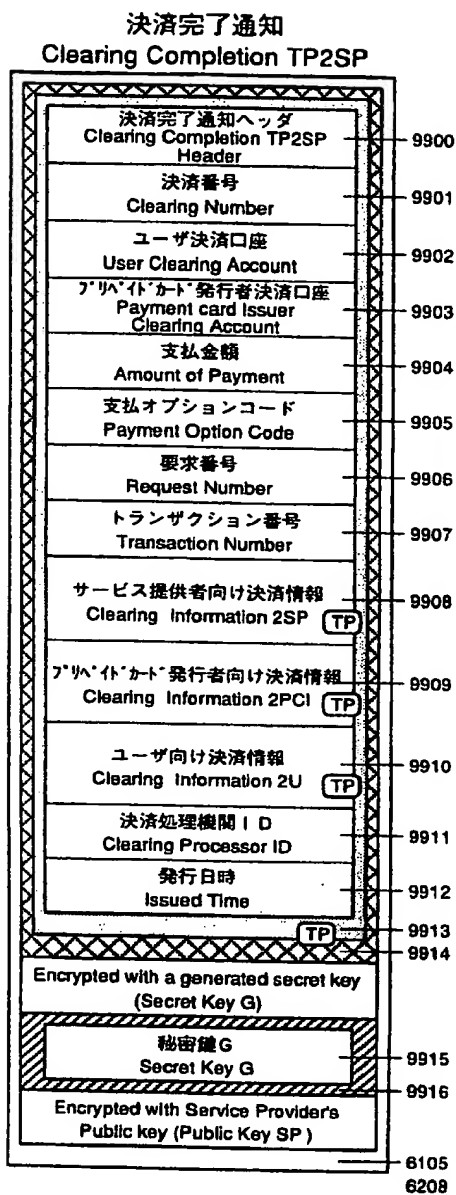 決済完了通知
Clearing Completion TP2SP
決済完了通知ヘッダ
Clearing Completion TP2SP
Header
9900
決済番号
Clearing Number
9901
ユーザ決済口座
User Clearing Account
9902
プリペイドカード発行者決済口座
Payment card Issuer
Clearing Account
9903
支払金額
Amount of Payment
9904
支払オプションコード
Payment Option Code
9905
要求番号
Request Number
9906
トランザクション番号
Transaction Number
9907
サービス提供者向け決済情報
Clearing Information 2SP
TP
9908
プリペイドカード発行者向け決済情報
Clearing Information 2PCI
TP
9909
ユーザ向け決済情報
Clearing Information 2U
TP
9910
決済処理機関ID
Clearing Processor ID
9911
発行日時
Issued Time
9912
TP
9913
9914
Encrypted with a generated secret key
(Secret Key G)
秘密鍵G
Secret Key G
9915
9916
Encrypted with Service Provider's
Public key (Public Key SP )
6105
6208